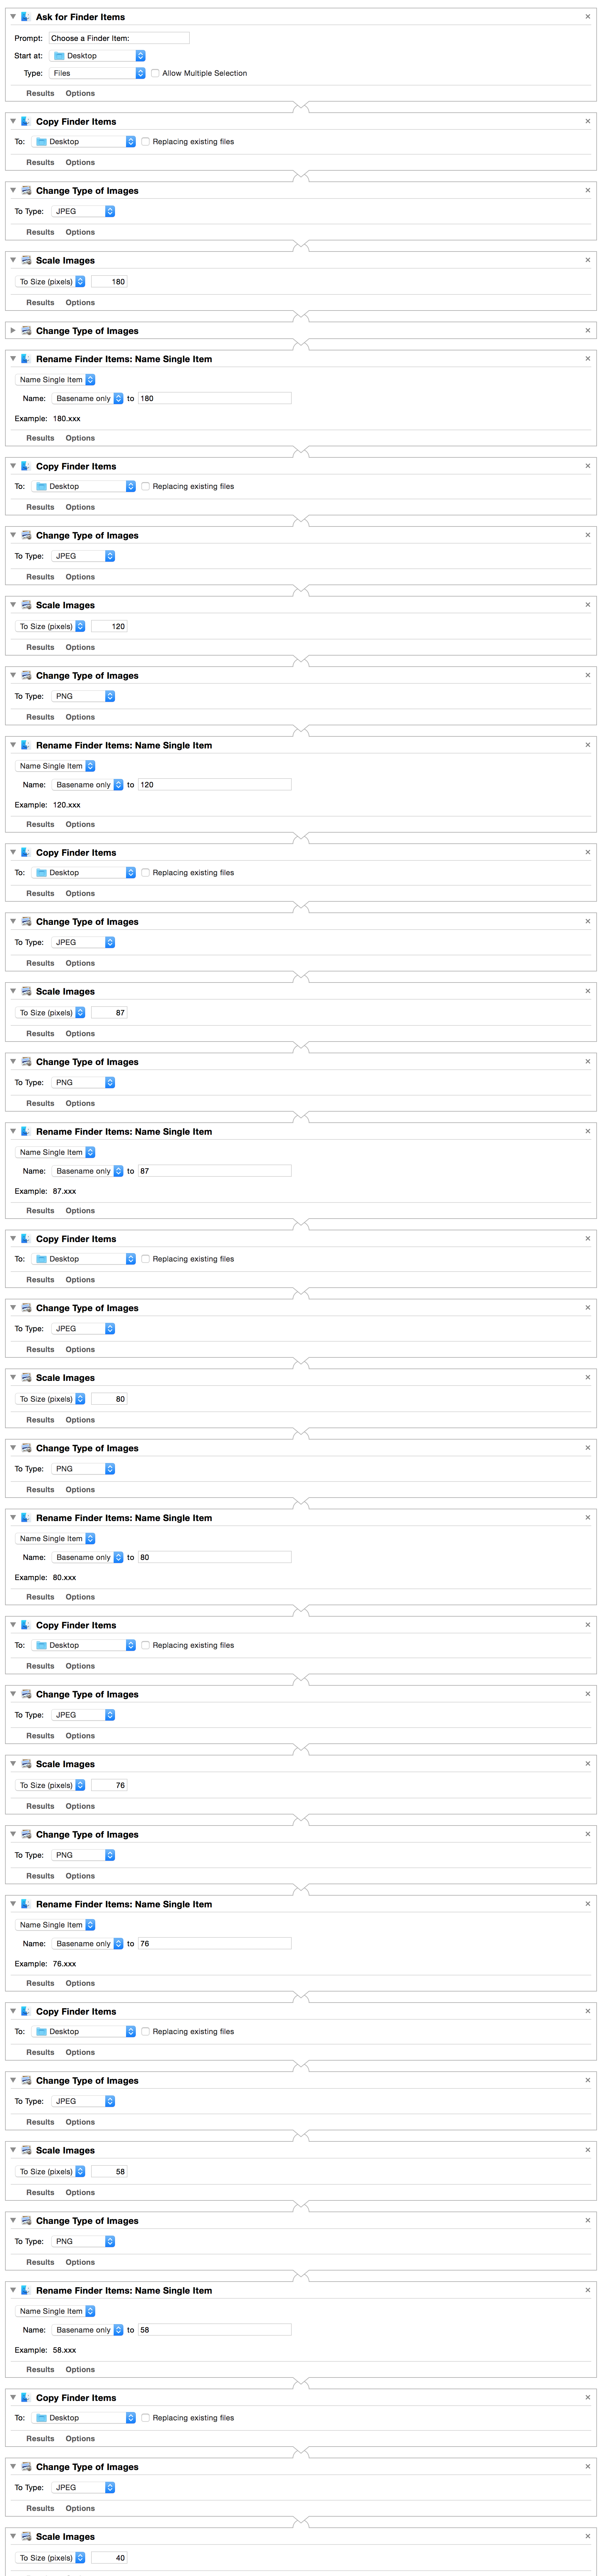 Ask for Finder Items
Prompt: Choose a Finder Item:
Start at: Desktop
Type: Files Allow Multiple Selection
Results Options
Copy Finder Items
To: Desktop Replacing existing files
Results Options
Change Type of Images
To Type: JPEG
Results Options
Scale Images
To Size (pixels) 180
Results Options
Change Type of Images
Rename Finder Items: Name Single Item
Name Single Item
Name: Basename only to 180
Example: 180.xxx
Results Options
Copy Finder Items
To: Desktop Replacing existing files
Results Options
Change Type of Images
To Type: JPEG
Results Options
Scale Images
To Size (pixels) 120
Results Options
Change Type of Images
To Type: PNG
Results Options
Rename Finder Items: Name Single Item
Name Single Item
Name: Basename only to 120
Example: 120.xxx
Results Options
Copy Finder Items
To: Desktop Replacing existing files
Results Options
Change Type of Images
To Type: JPEG
Results Options
Scale Images
To Size (pixels) 87
Results Options
Change Type of Images
To Type: PNG
Results Options
Rename Finder Items: Name Single Item
Name Single Item
Name: Basename only to 87
Example: 87.xxx
Results Options
Copy Finder Items
To: Desktop Replacing existing files
Results Options
Change Type of Images
To Type: JPEG
Results Options
Scale Images
To Size (pixels) 80
Results Options
Change Type of Images
To Type: PNG
Results Options
Rename Finder Items: Name Single Item
Name Single Item
Name: Basename only to 80
Example: 80.xxx
Results Options
Copy Finder Items
To: Desktop Replacing existing files
Results Options
Change Type of Images
To Type: JPEG
Results Options
Scale Images
To Size (pixels) 76
Results Options
Change Type of Images
To Type: PNG
Results Options
Rename Finder Items: Name Single Item
Name Single Item
Name: Basename only to 76
Example: 76.xxx
Results Options
Copy Finder Items
To: Desktop Replacing existing files
Results Options
Change Type of Images
To Type: JPEG
Results Options
Scale Images
To Size (pixels) 58
Results Options
Change Type of Images
To Type: PNG
Results Options
Rename Finder Items: Name Single Item
Name Single Item
Name: Basename only to 58
Example: 58.xxx
Results Options
Copy Finder Items
To: Desktop Replacing existing files
Results Options
Change Type of Images
To Type: JPEG
Results Options
Scale Images
To Size (pixels) 40